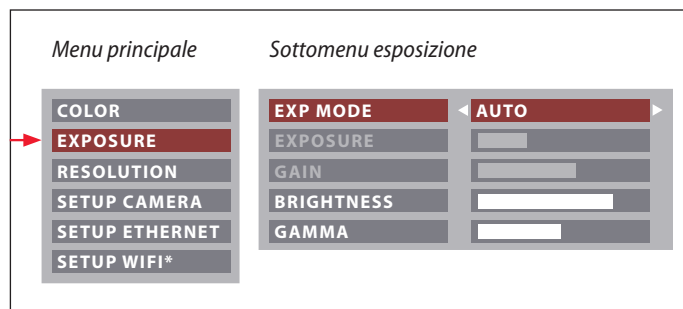 Menu principale
Sottomenu esposizione
COLOR
EXPOSURE
RESOLUTION
SETUP CAMERA
SETUP ETHERNET
SETUP WIFI*
EXP MODE AUTO
EXPOSURE
GAIN
BRIGHTNESS
GAMMA